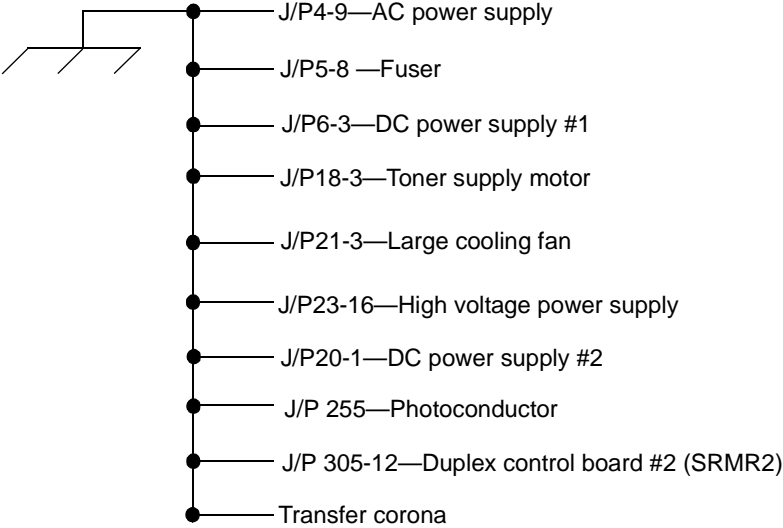 J/P4-9—AC power supply
J/P5-8 —Fuser
J/P6-3—DC power supply #1
J/P18-3—Toner supply motor
J/P21-3—Large cooling fan
J/P23-16—High voltage power supply
J/P20-1—DC power supply #2
J/P 255—Photoconductor
J/P 305-12—Duplex control board #2 (SRMR2)
Transfer corona